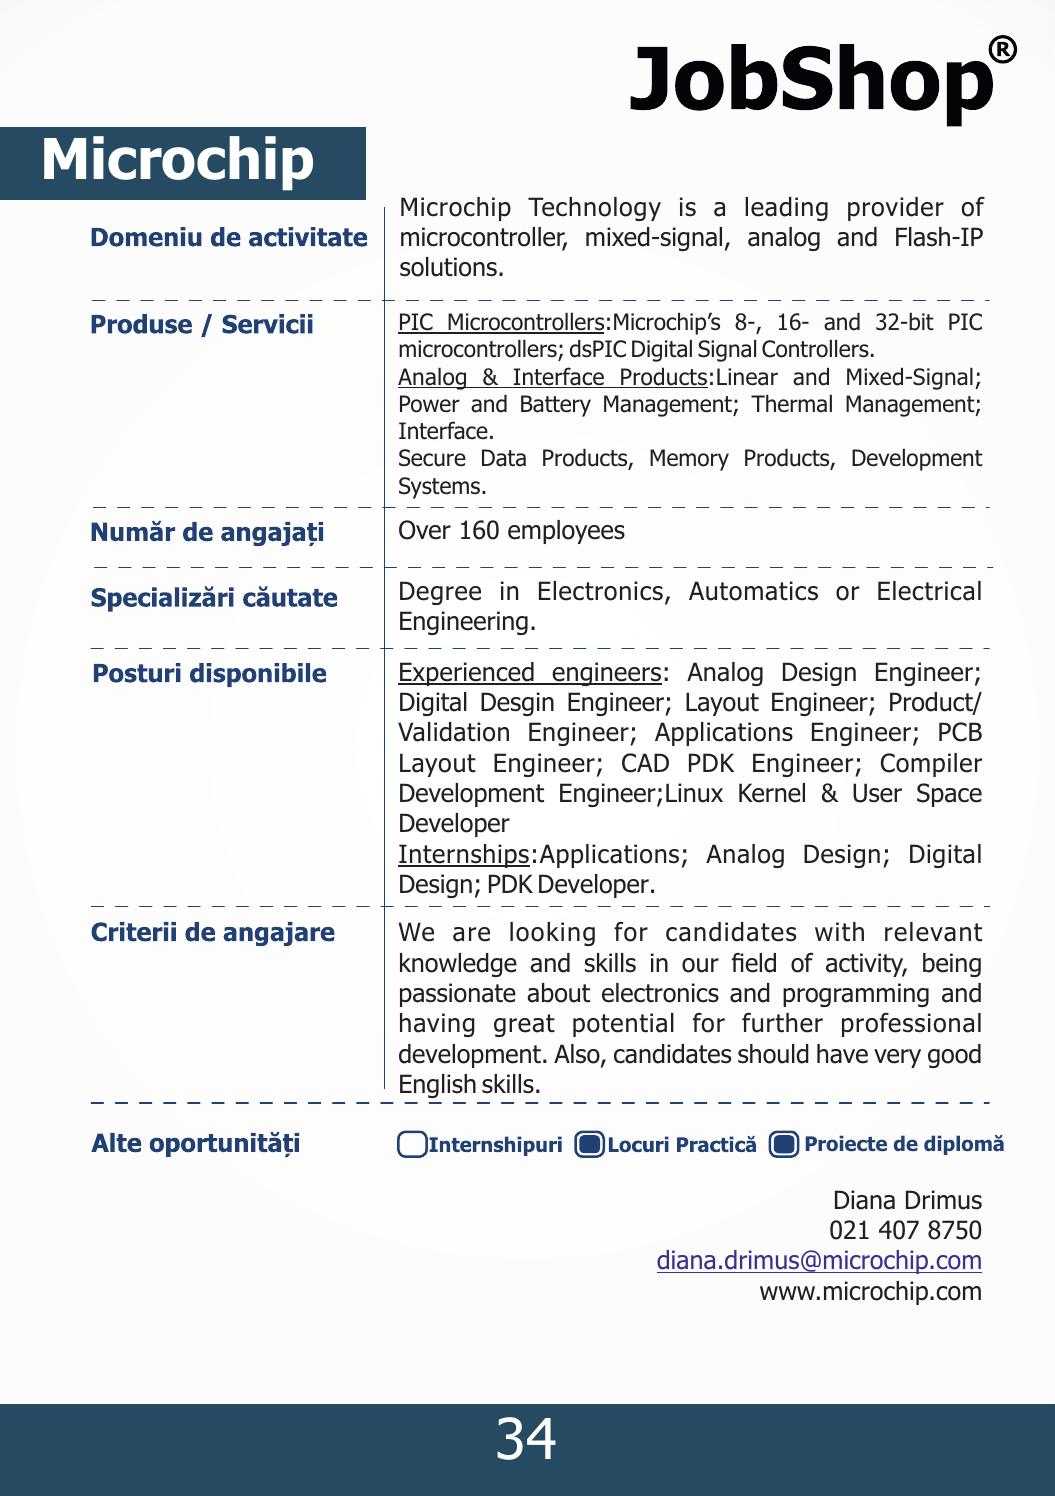 JobShop®
Microchip
Domeniu de activitate
Microchip Technology is a leading provider of
microcontroller, mixed-signal, analog and Flash-IP
solutions.
Produse / Servicii
PIC Microcontrollers:Microchip’s 8-, 16- and 32-bit PIC
microcontrollers; dsPIC Digital Signal Controllers.
Analog & Interface Products:Linear and Mixed-Signal;
Power and Battery Management; Thermal Management;
Interface.
Secure Data Products, Memory Products, Development
Systems.
Număr de angajați
Over 160 employees
Specializări căutate
Degree in Electronics, Automatics or Electrical
Engineering.
Posturi disponibile
Experienced engineers: Analog Design Engineer;
Digital Desgin Engineer; Layout Engineer; Product/
Validation Engineer; Applications Engineer; PCB
Layout Engineer; CAD PDK Engineer; Compiler
Development Engineer;Linux Kernel & User Space
Developer
Internships:Applications; Analog Design; Digital
Design; PDK Developer.
Criterii de angajare
We are looking for candidates with relevant
knowledge and skills in our field of activity, being
passionate about electronics and programming and
having great potential for further professional
development. Also, candidates should have very good
English skills.
Alte oportunități
Internshipuri Locuri Practică Proiecte de diplomă
Diana Drimus
021 407 8750
diana.drimus@microchip.com
www.microchip.com
34